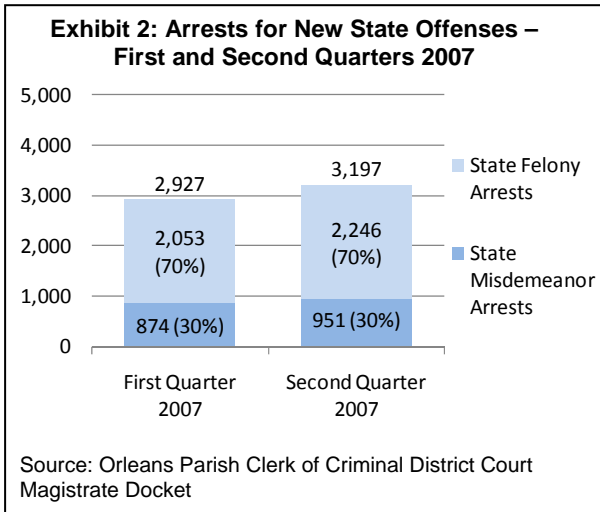 Exhibit 2: Arrests for New State Offenses –
First and Second Quarters 2007
5,000
4,000
3,000
2,000
1,000
0
2,927
2,053
(70%)
874 (30%)
3,197
2,246
(70%)
951 (30%)
First Quarter
2007
Second Quarter
2007
State Felony
Arrests
State
Misdemeanor
Arrests
Source: Orleans Parish Clerk of Criminal District Court
Magistrate Docket